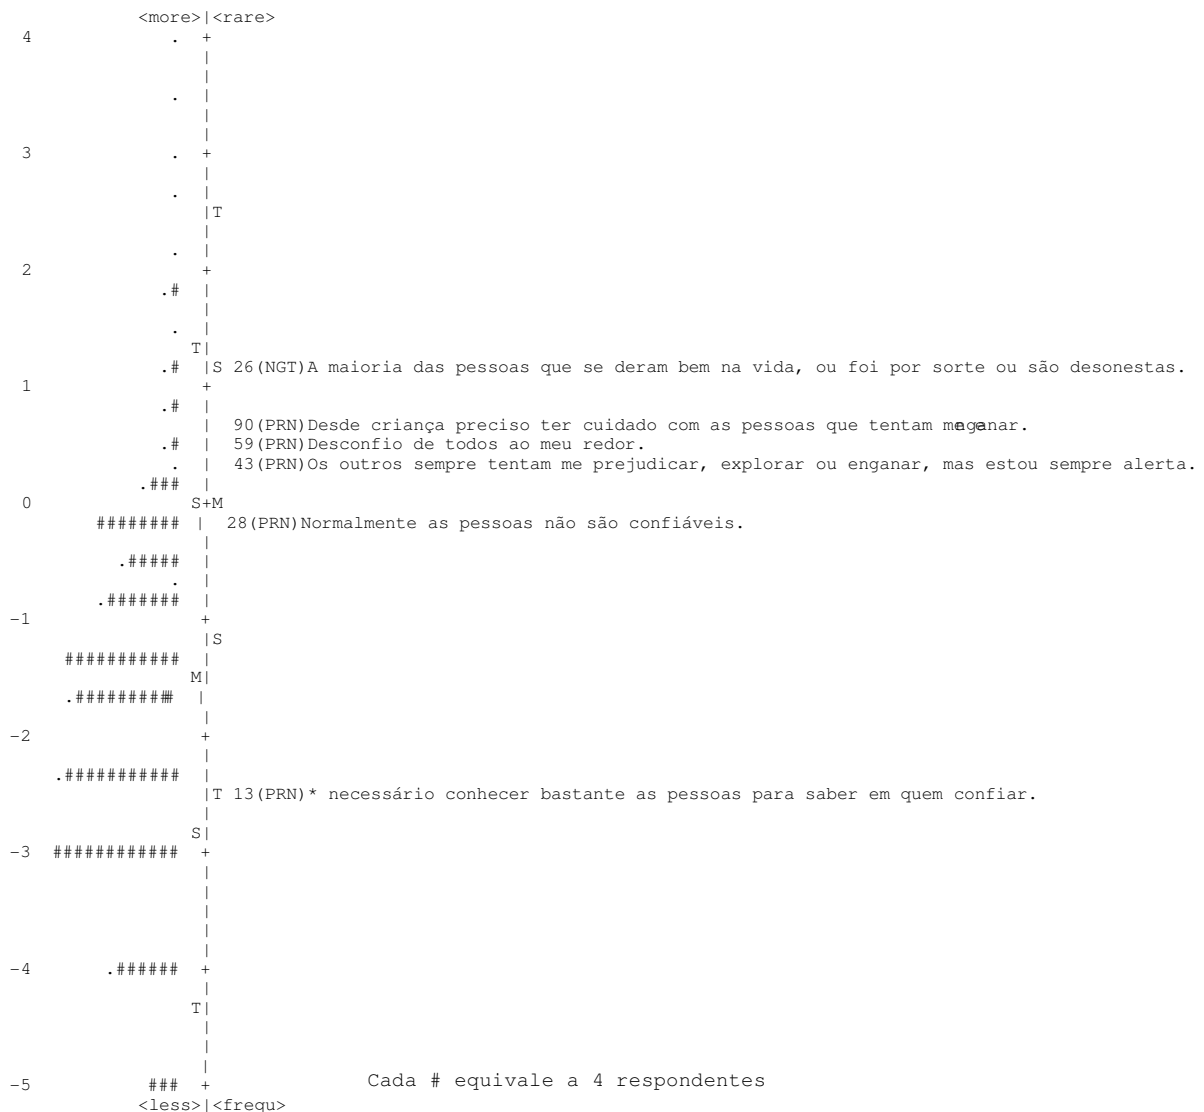 <more>|<rare>
4 . +
|
|
. |
|
|
3 . +
|
. |
|T
|
. |
2 +
.# |
|
. |
T|
.# |S 26(NGT)A maioria das pessoas que se deram bem na vida, ou foi por sorte ou são desonestas.
1 +
.# |
| 90(PRN)Desde criança preciso ter cuidado com as pessoas que tentam me enganar.
.# | 59(PRN)Desconfio de todos ao meu redor.
. | 43(PRN)Os outros sempre tentam me prejudicar, explorar ou enganar, mas estou sempre alerta.
.### |
0 S+M
######## | 28(PRN)Normalmente as pessoas não são confiáveis.
|
.##### |
. |
.####### |
-1 +
|S
########### |
M|
.########## |
|
-2 +
|
.########### |
|T 13(PRN)* necessário conhecer bastante as pessoas para saber em quem confiar.
|
S|
-3 ############ +
|
|
|
|
|
-4 .###### +
|
T|
|
|
|
-5 ### + Cada # equivale a 4 respondentes
<less>|<frequ>